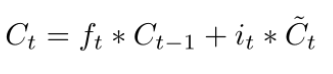 $C_t = f_t * C_{t-1} + i_t * \tilde{C}_t$